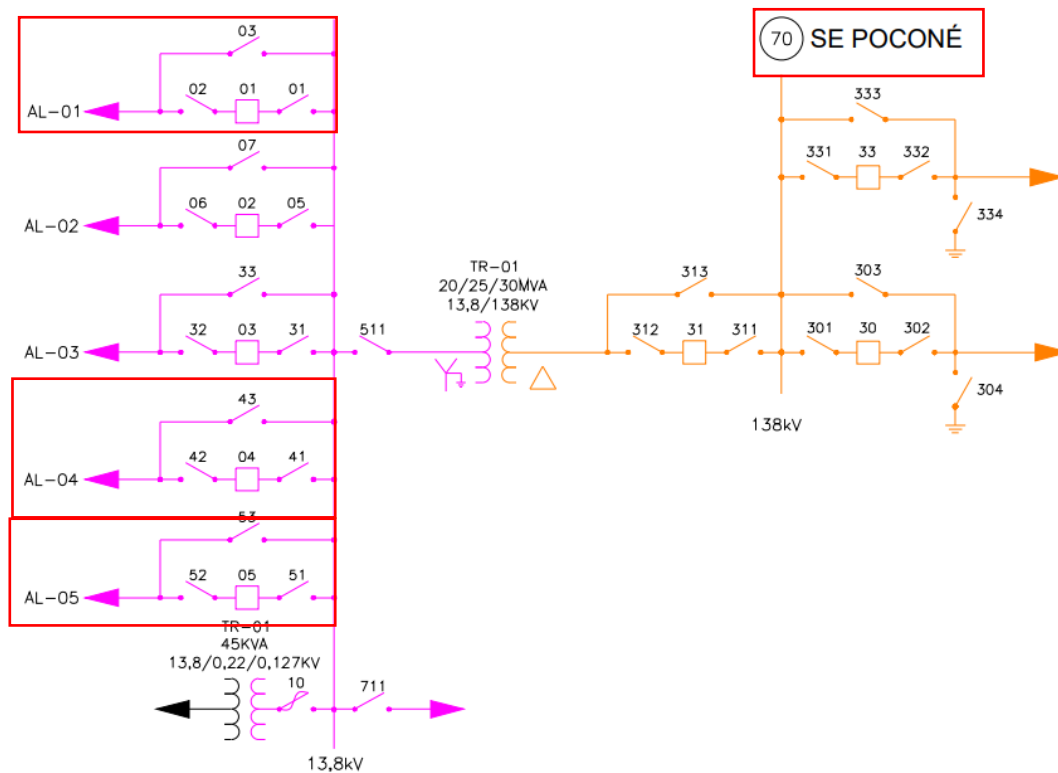 03
02 01 01
AL-01
07
06 02 05
AL-02
33
32 03 31
AL-03
43
42 04 41
AL-04
53
52 05 51
AL-05
TR-01
45KVA
13,8/0,22/0,127KV
10
711
13,8kV
511
TR-01
20/25/30MVA
13,8/138KV
313
312 31 311
138kV
70 SE POCONÉ
333
331 33 332
334
303
301 30 302
304